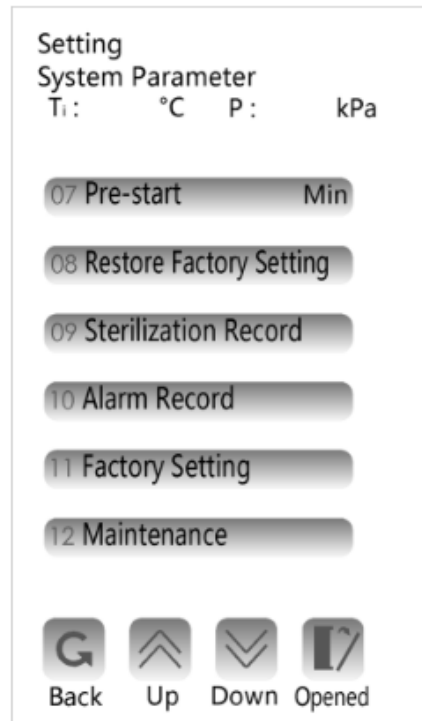 Setting
System Parameter
Ti : °C P : kPa
07 Pre-start Min
08 Restore Factory Setting
09 Sterilization Record
10 Alarm Record
11 Factory Setting
12 Maintenance
Back Up Down Opened